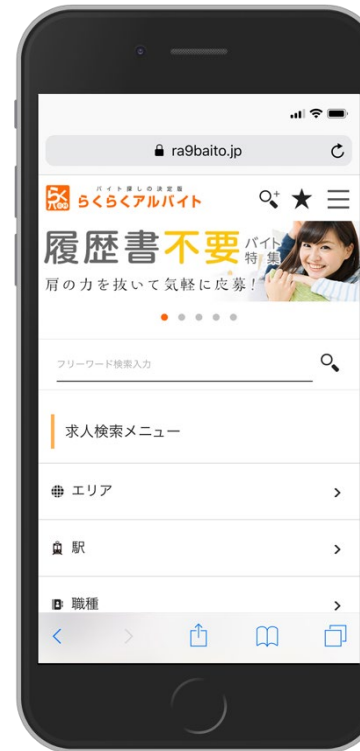 ra9baito.jp
らく
バイト探しの決定版
らくらくアルバイト
履歴書不要バイト特集
肩の力を抜いて気軽に応募!
フリーワード検索入力
求人検索メニュー
エリア
駅
職種